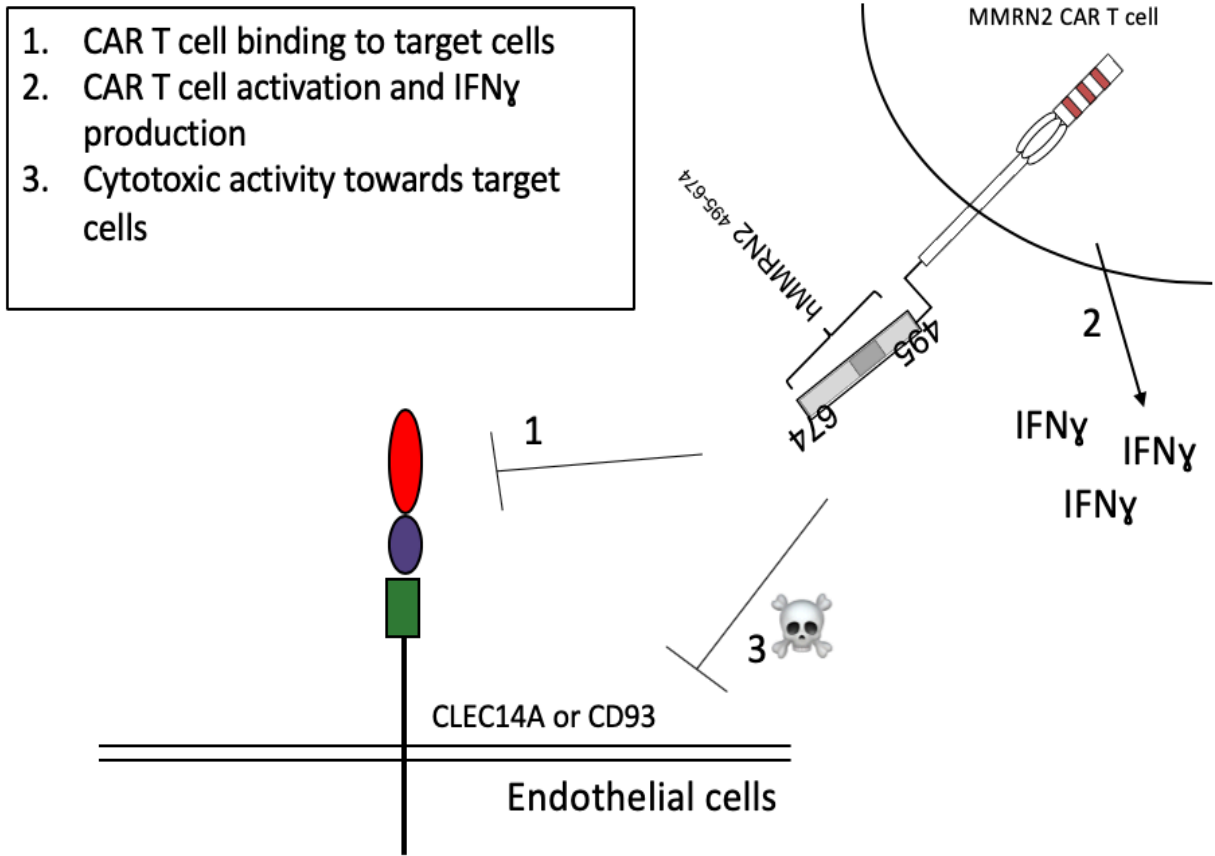 1. CAR T cell binding to target cells
2. CAR T cell activation and IFNɣ
production
3. Cytotoxic activity towards target
cells
MMRN2 CAR T cell
hMMRN2 495-674
495
674
2
IFNɣ
IFNɣ
IFNɣ
1
3
CLEC14A or CD93
Endothelial cells